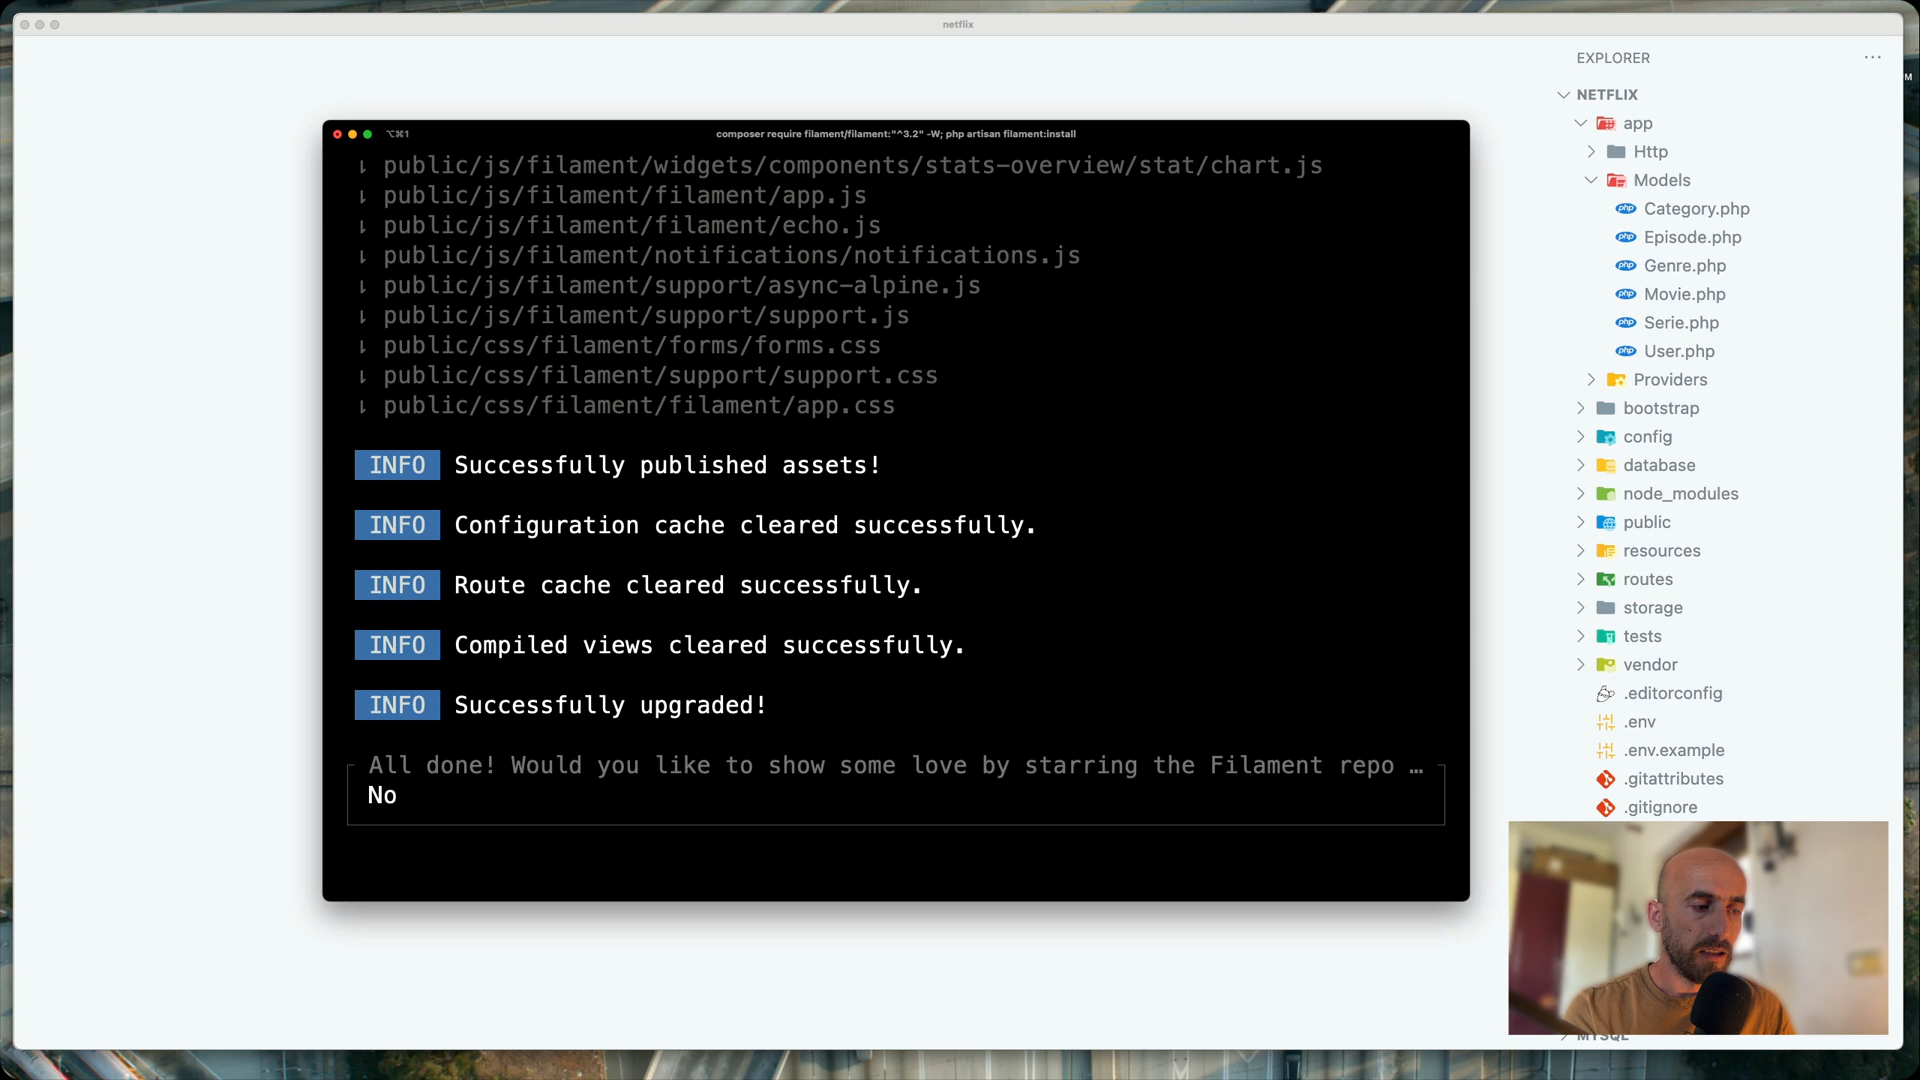 netflix
⌥⌘1
composer require filament/filament:"^3.2" -W; php artisan filament:install
⇂ public/js/filament/widgets/components/stats-overview/stat/chart.js
⇂ public/js/filament/filament/app.js
⇂ public/js/filament/filament/echo.js
⇂ public/js/filament/notifications/notifications.js
⇂ public/js/filament/support/async-alpine.js
⇂ public/js/filament/support/support.js
⇂ public/css/filament/forms/forms.css
⇂ public/css/filament/support/support.css
⇂ public/css/filament/filament/app.css
INFO Successfully published assets!
INFO Configuration cache cleared successfully.
INFO Route cache cleared successfully.
INFO Compiled views cleared successfully.
INFO Successfully upgraded!
All done! Would you like to show some love by starring the Filament repo …
No
EXPLORER
NETFLIX
app
Http
Models
php Category.php
php Episode.php
php Genre.php
php Movie.php
php Serie.php
php User.php
Providers
bootstrap
config
database
node_modules
public
resources
routes
storage
tests
vendor
.editorconfig
.env
.env.example
.gitattributes
.gitignore
MYSQL
M